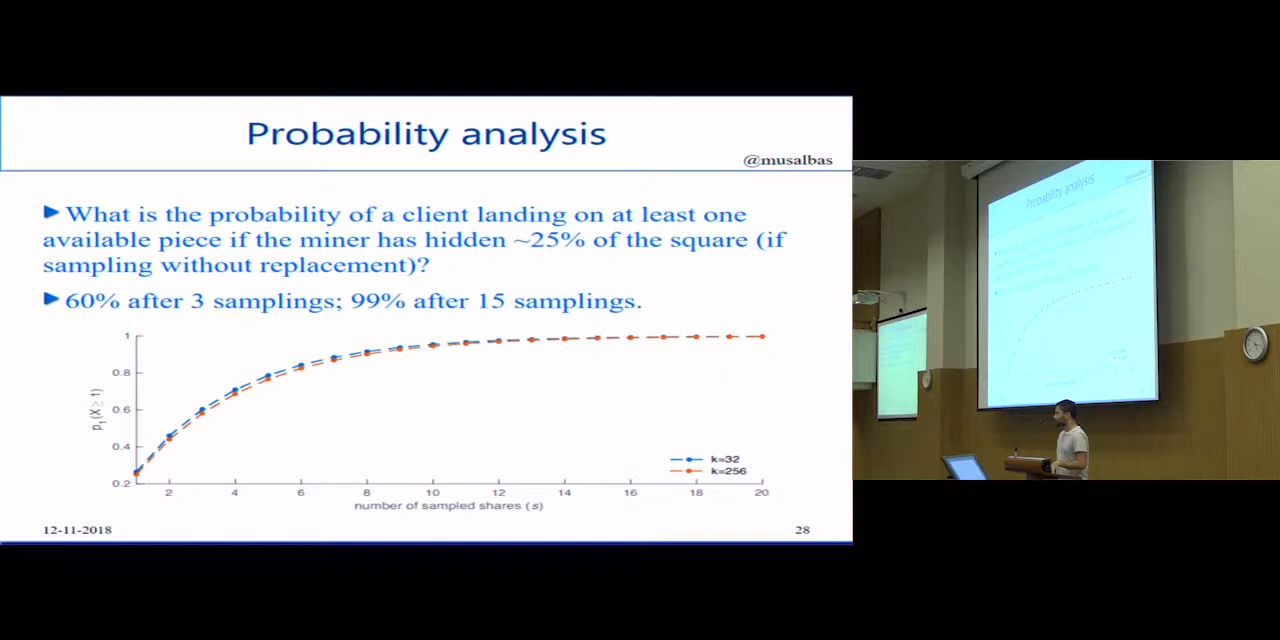 Probability analysis
@musalbas
What is the probability of a client landing on at least one
available piece if the miner has hidden ~25% of the square (if
sampling without replacement)?
60% after 3 samplings; 99% after 15 samplings.
1
0.8
0.6
0.4
0.2
p₁(X ≥ 1)
k=32
k=256
2 4 6 8 10 12 14 16 18 20
number of sampled shares (s)
12-11-2018
28
Probability analysis